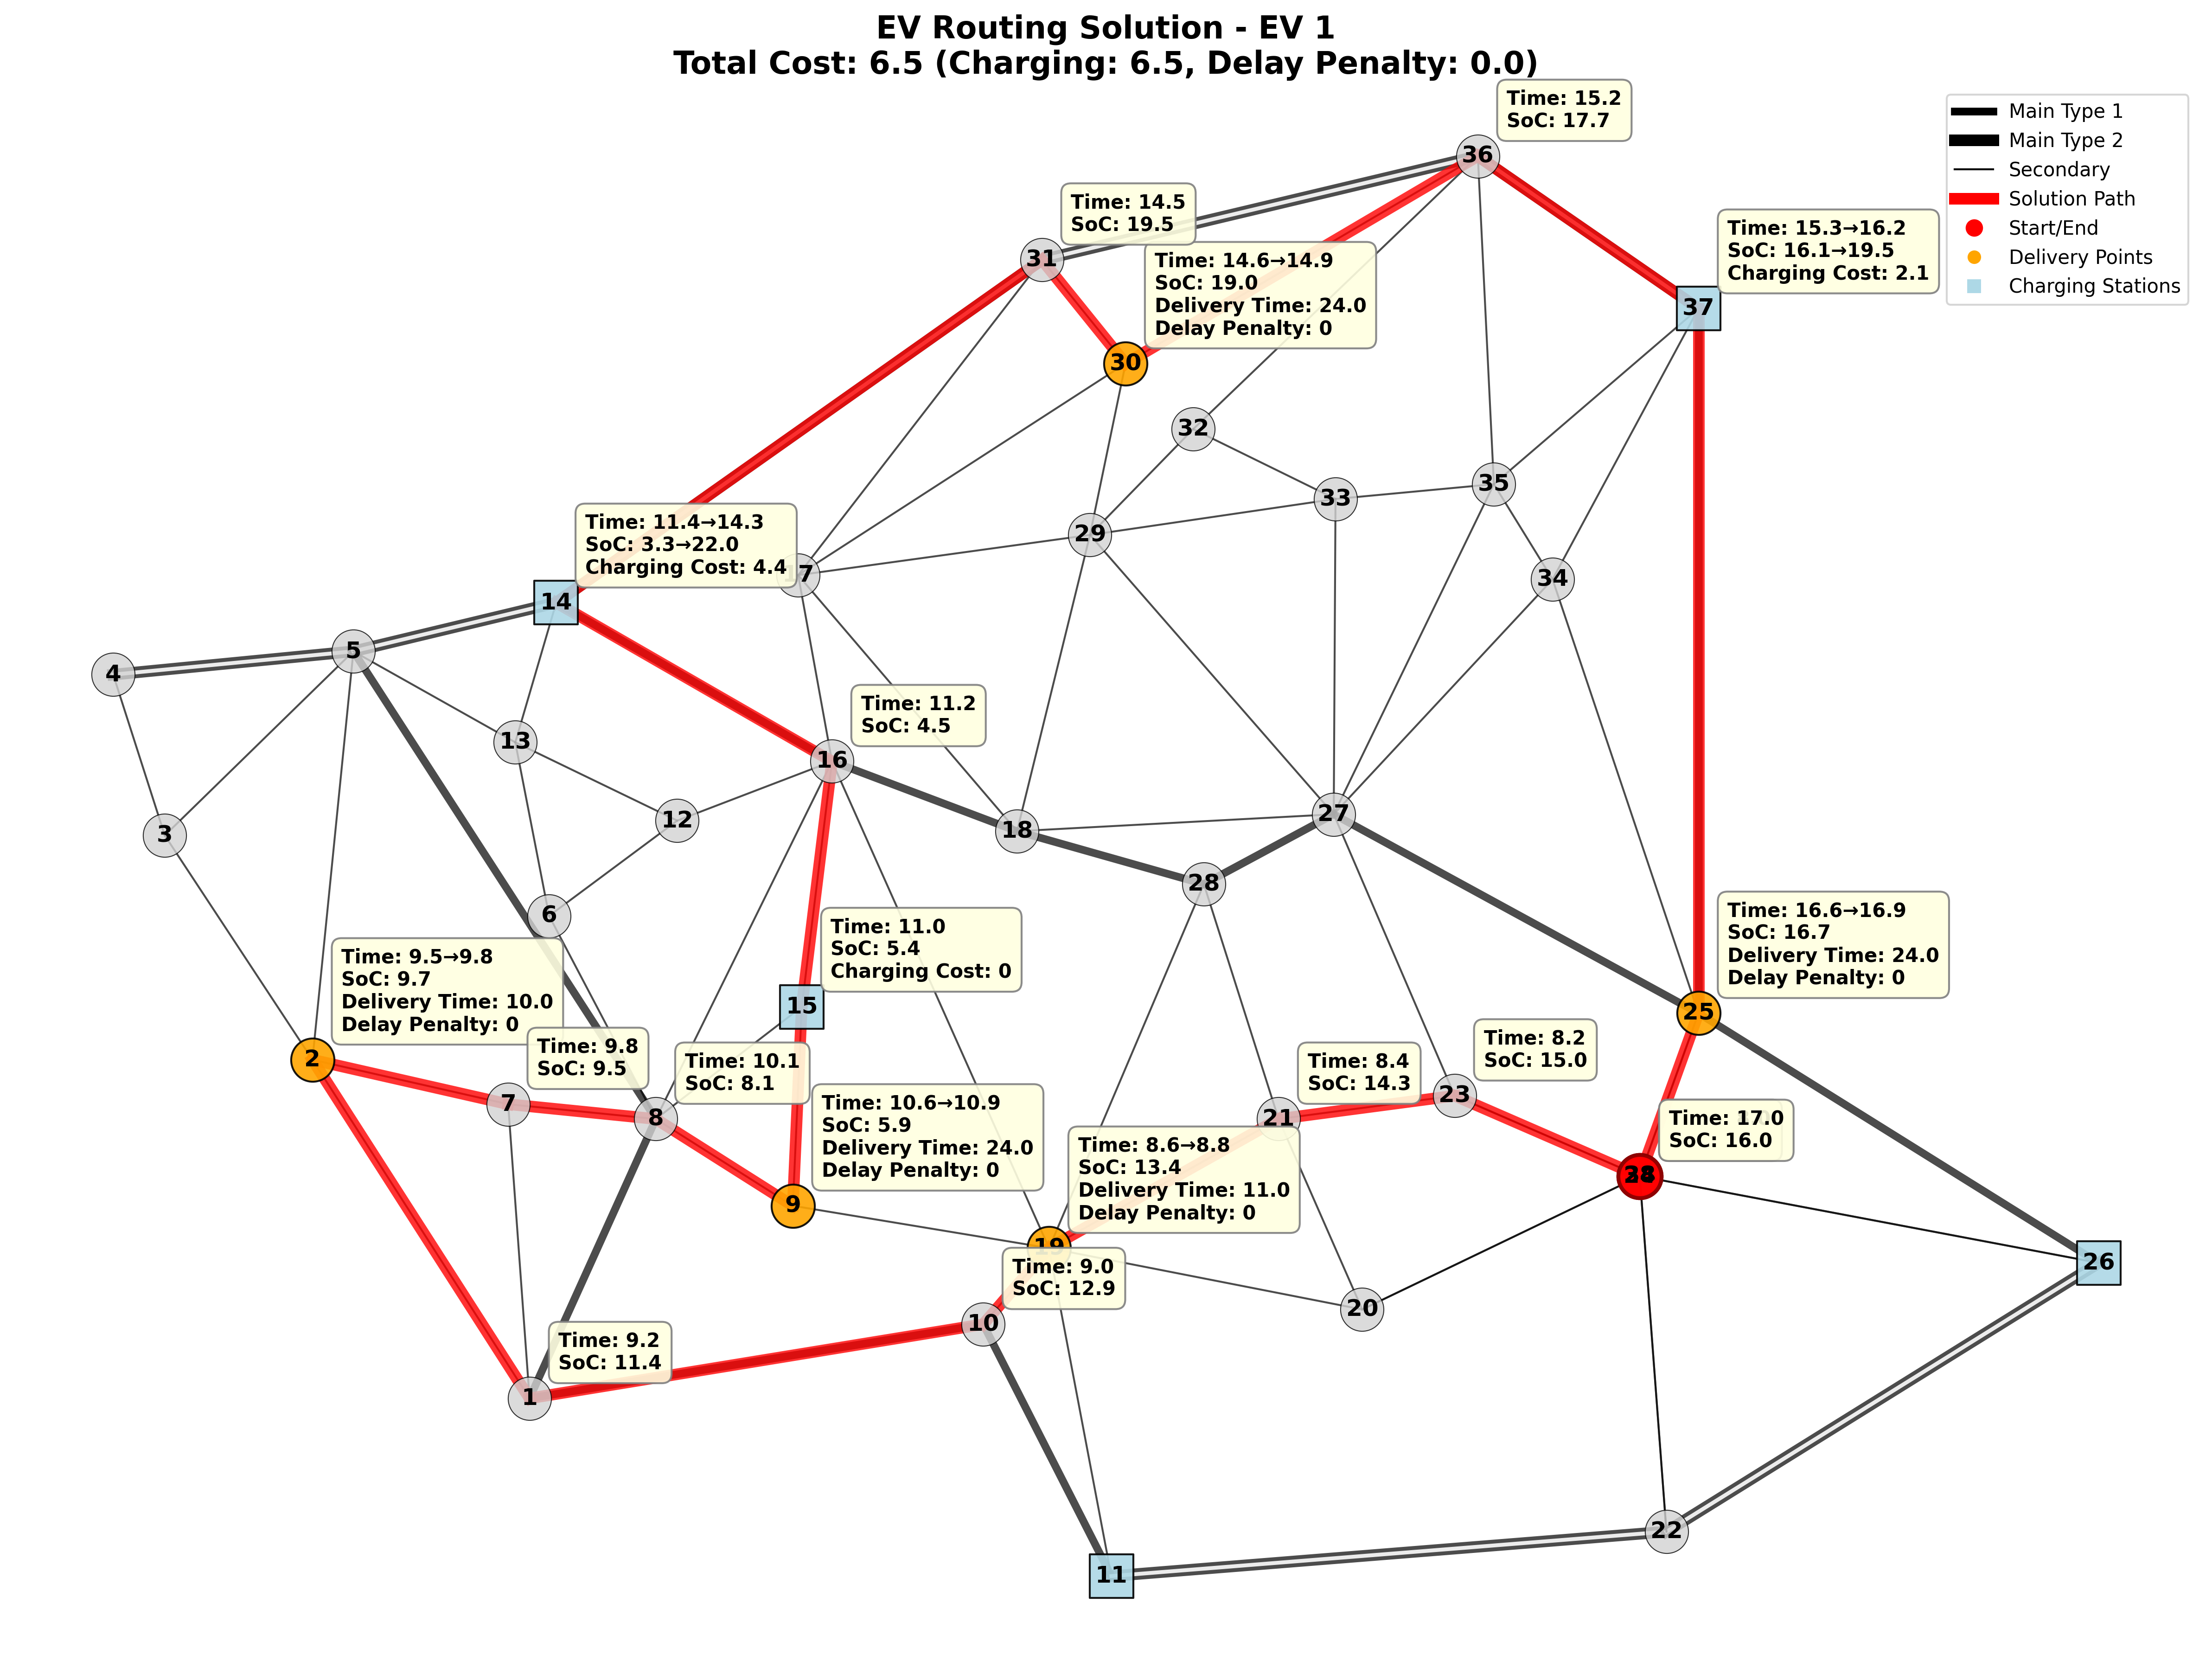 EV Routing Solution - EV 1
Total Cost: 6.5 (Charging: 6.5, Delay Penalty: 0.0)
Main Type 1
Main Type 2
Secondary
Solution Path
Start/End
Delivery Points
Charging Stations
Time: 15.2
SoC: 17.7
36
Time: 14.5
SoC: 19.5
31
Time: 15.3→16.2
SoC: 16.1→19.5
Charging Cost: 2.1
37
Time: 14.6→14.9
SoC: 19.0
Delivery Time: 24.0
Delay Penalty: 0
30
32
35
33
29
Time: 11.4→14.3
SoC: 3.3→22.0
Charging Cost: 4.4
17
34
14
5
4
Time: 11.2
SoC: 4.5
13
16
12
3
18
27
28
6
Time: 11.0
SoC: 5.4
Charging Cost: 0
15
Time: 16.6→16.9
SoC: 16.7
Delivery Time: 24.0
Delay Penalty: 0
25
Time: 9.5→9.8
SoC: 9.7
Delivery Time: 10.0
Delay Penalty: 0
2
Time: 9.8
SoC: 9.5
7
Time: 10.1
SoC: 8.1
8
Time: 8.4
SoC: 14.3
21
Time: 8.2
SoC: 15.0
23
Time: 10.6→10.9
SoC: 5.9
Delivery Time: 24.0
Delay Penalty: 0
9
Time: 17.0
SoC: 16.0
Time: 8.6→8.8
SoC: 13.4
Delivery Time: 11.0
Delay Penalty: 0
19
Time: 9.0
SoC: 12.9
10
20
26
Time: 9.2
SoC: 11.4
1
22
11